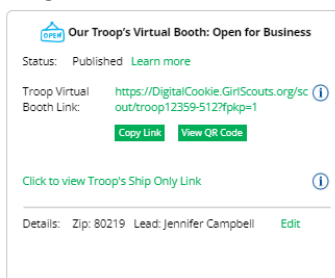 OPEN Our Troop's Virtual Booth: Open for Business
Status: Published Learn more
Troop Virtual https://DigitalCookie.GirlScouts.org/sc i
Booth Link: out/troop12359-512?fpkp=1
Copy Link View QR Code
Click to view Troop's Ship Only Link i
Details: Zip: 80219 Lead: Jennifer Campbell Edit